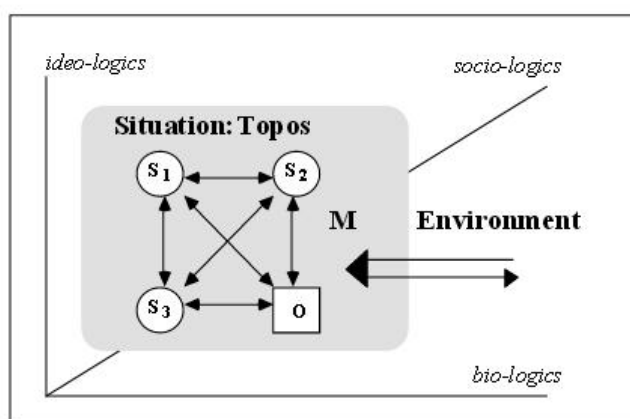 ideo-logics
socio-logics
Situation: Topos
S1
S2
M
Environment
S3
O
bio-logics